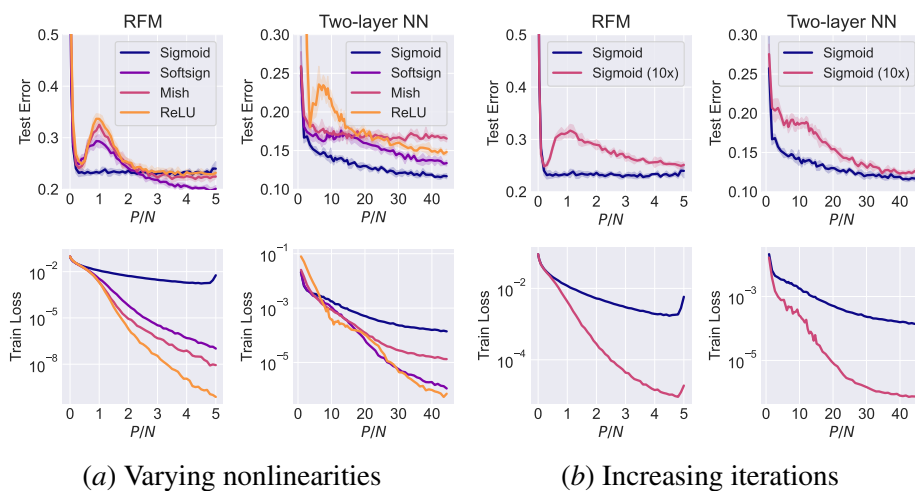 RFM
Two-layer NN
RFM
Two-layer NN
0.5
0.4
0.3
0.2
Test Error
Sigmoid
Softsign
Mish
ReLU
0 1 2 3 4 5
P/N
0.30
0.25
0.20
0.15
0.10
Test Error
Sigmoid
Softsign
Mish
ReLU
0 10 20 30 40
P/N
0.5
0.4
0.3
0.2
Test Error
Sigmoid
Sigmoid (10x)
0 1 2 3 4 5
P/N
0.30
0.25
0.20
0.15
0.10
Test Error
Sigmoid
Sigmoid (10x)
0 10 20 30 40
P/N
10⁻²
10⁻⁵
10⁻⁸
Train Loss
0 1 2 3 4 5
P/N
10⁻¹
10⁻³
10⁻⁵
Train Loss
0 10 20 30 40
P/N
10⁻²
10⁻⁴
Train Loss
0 1 2 3 4 5
P/N
10⁻³
10⁻⁵
Train Loss
0 10 20 30 40
P/N
(a) Varying nonlinearities
(b) Increasing iterations